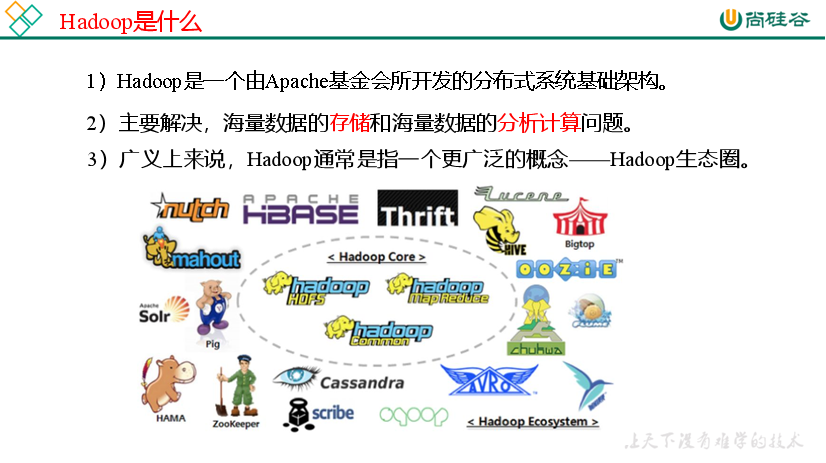 Hadoop是什么
尚硅谷
1）Hadoop是一个由Apache基金会所开发的分布式系统基础架构。
2）主要解决，海量数据的存储和海量数据的分析计算问题。
3）广义上来说，Hadoop通常是指一个更广泛的概念——Hadoop生态圈。
nutch
APACHE
HBASE
Thrift
Lucene
HIVE
Bigtop
mahout
< Hadoop Core >
OOZIE™
hadoop
HDFS
hadoop
MapReduce
Apache
Solr
Pig
hadoop
Common
FLUME
chukwa
HAMA
ZooKeeper
Cassandra
AVRO
scribe
sqoop
< Hadoop Ecosystem >
让天下没有难学的技术